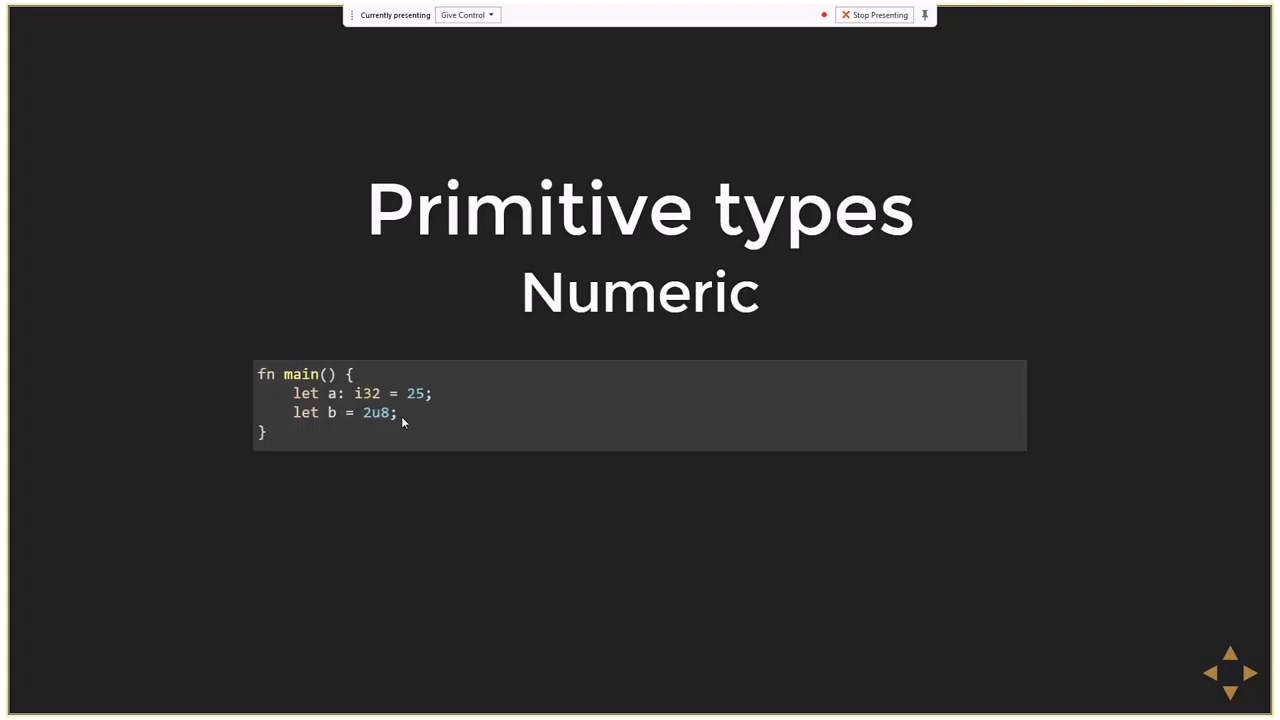 Currently presenting Give Control Stop Presenting
Primitive types
Numeric
fn main() {
    let a: i32 = 25;
    let b = 2u8;
}